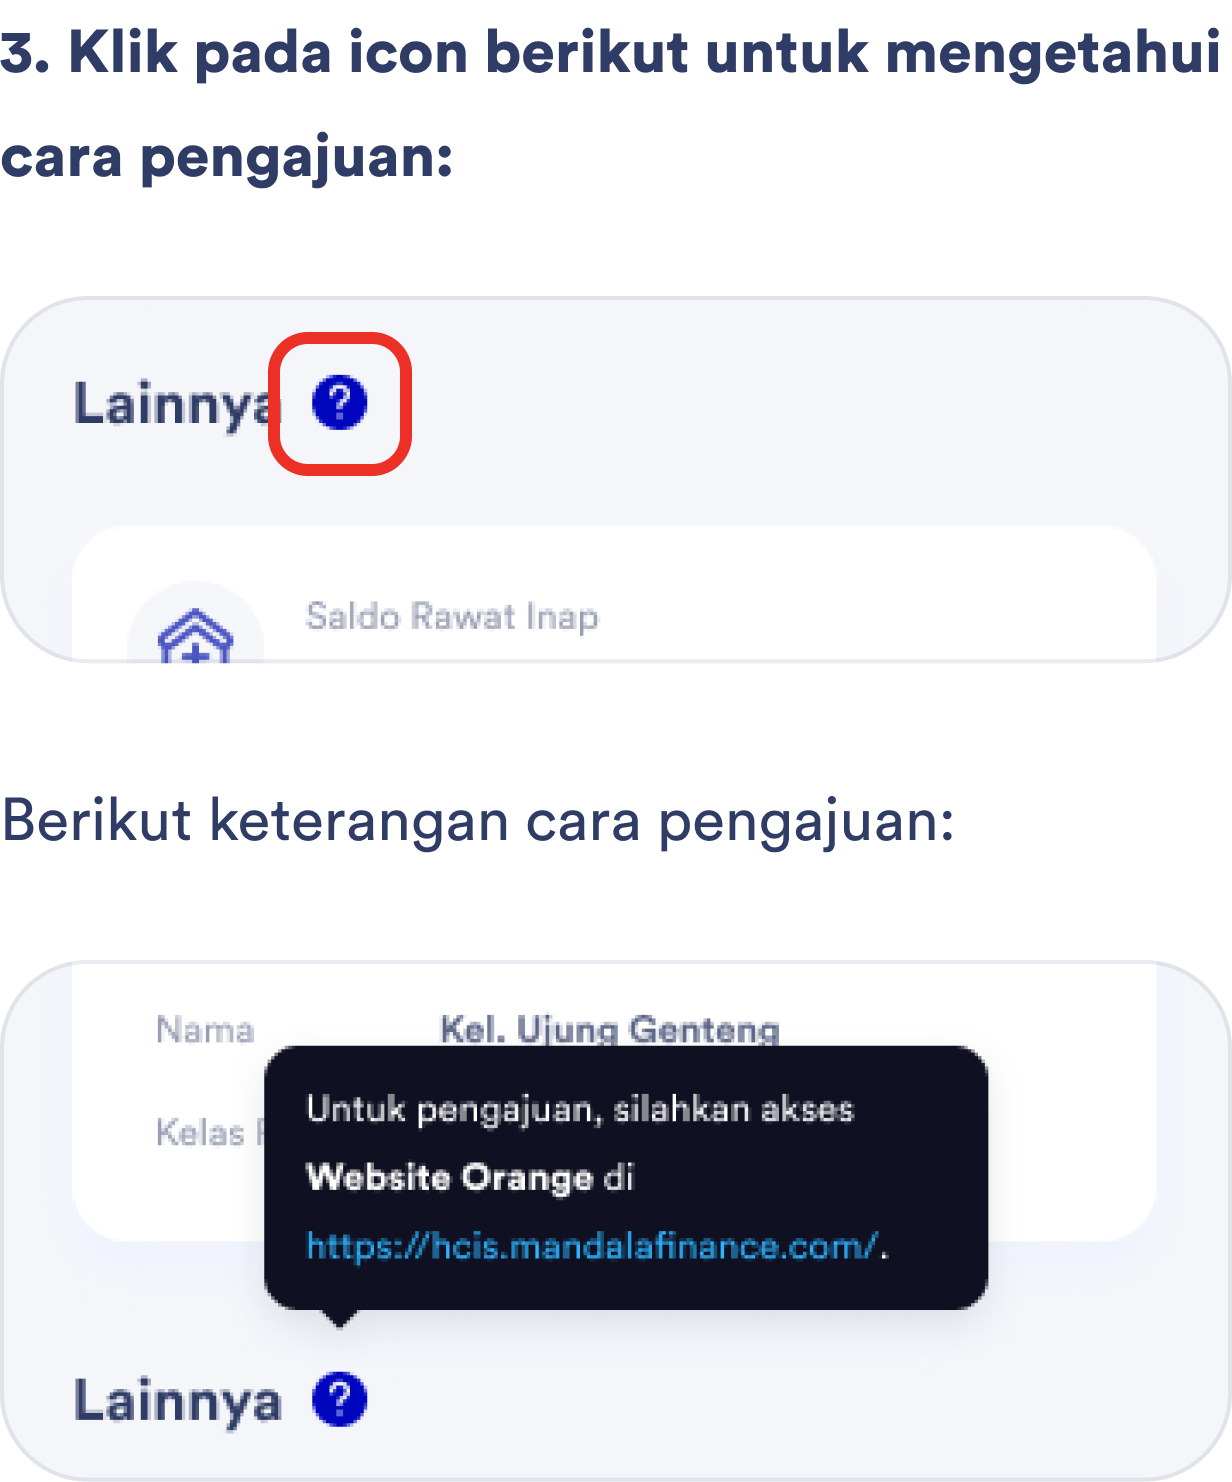 3. Klik pada icon berikut untuk mengetahui
cara pengajuan:
Lainnya ?
Saldo Rawat Inap
Berikut keterangan cara pengajuan:
Nama Kel. Ujung Genteng
Kelas
Untuk pengajuan, silahkan akses
Website Orange di
https://hcis.mandalafinance.com/.
Lainnya ?